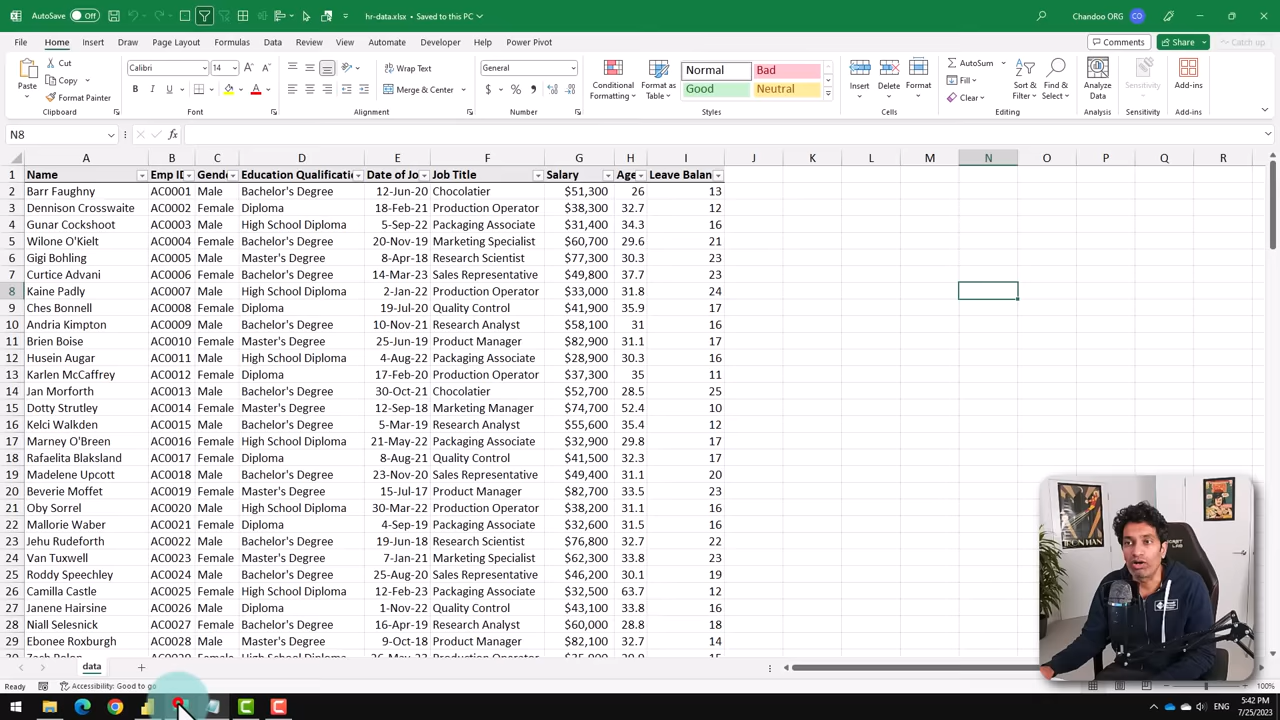 AutoSave Off hr-data.xlsx - Saved to this PC Chandoo ORG CO
File Home Insert Draw Page Layout Formulas Data Review View Automate Developer Help Power Pivot Comments Share Catch up
Paste Cut Copy Format Painter Clipboard
Calibri 14 B I U A Font
Wrap Text Merge & Center Alignment
General $ % Number
Conditional Formatting Format as Table Normal Bad Good Neutral Styles
Insert Delete Format Cells
AutoSum Fill Clear Sort & Filter Find & Select Editing
Analyze Data Analysis Sensitivity Sensitivity Add-ins Add-ins
N8 fx
A B C D E F G H I J K L M N O P Q R
1 Name Emp ID Gende Education Qualificati Date of Jo Job Title Salary Age Leave Balan
2 Barr Faughny AC0001 Male Bachelor's Degree 12-Jun-20 Chocolatier $51,300 26 13
3 Dennison Crosswaite AC0002 Female Diploma 18-Feb-21 Production Operator $38,300 32.7 12
4 Gunar Cockshoot AC0003 Male High School Diploma 5-Sep-22 Packaging Associate $31,400 34.3 16
5 Wilone O'Kielt AC0004 Female Bachelor's Degree 20-Nov-19 Marketing Specialist $60,700 29.6 21
6 Gigi Bohling AC0005 Male Master's Degree 8-Apr-18 Research Scientist $77,300 30.3 23
7 Curtice Advani AC0006 Female Bachelor's Degree 14-Mar-23 Sales Representative $49,800 37.7 23
8 Kaine Padly AC0007 Male High School Diploma 2-Jan-22 Production Operator $33,000 31.8 24
9 Ches Bonnell AC0008 Female Diploma 19-Jul-20 Quality Control $41,900 35.9 17
10 Andria Kimpton AC0009 Male Bachelor's Degree 10-Nov-21 Research Analyst $58,100 31 16
11 Brien Boise AC0010 Female Master's Degree 25-Jun-19 Product Manager $82,900 31.1 17
12 Husein Augar AC0011 Male High School Diploma 4-Aug-22 Packaging Associate $28,900 30.3 16
13 Karlen McCaffrey AC0012 Female Diploma 17-Feb-20 Production Operator $37,300 35 11
14 Jan Morforth AC0013 Male Bachelor's Degree 30-Oct-21 Chocolatier $52,700 28.5 25
15 Dotty Strutley AC0014 Female Master's Degree 12-Sep-18 Marketing Manager $74,700 52.4 10
16 Kelci Walkden AC0015 Male Bachelor's Degree 5-Mar-19 Research Analyst $55,600 35.4 12
17 Marney O'Breen AC0016 Female High School Diploma 21-May-22 Packaging Associate $32,900 29.8 17
18 Rafaelita Blaksland AC0017 Female Diploma 8-Aug-21 Quality Control $41,500 32.3 17
19 Madelene Upcott AC0018 Male Bachelor's Degree 23-Nov-20 Sales Representative $49,400 31.1 20
20 Beverie Moffet AC0019 Female Master's Degree 15-Jul-17 Product Manager $82,700 33.5 23
21 Oby Sorrel AC0020 Male High School Diploma 30-Mar-22 Production Operator $38,200 31.1 16
22 Mallorie Waber AC0021 Female Diploma 4-Sep-19 Packaging Associate $32,600 31.5 16
23 Jehu Rudeforth AC0022 Male Bachelor's Degree 19-Jun-18 Research Scientist $76,800 32.7 22
24 Van Tuxwell AC0023 Female Master's Degree 7-Jan-21 Marketing Specialist $62,300 33.8 23
25 Roddy Speechley AC0024 Male Bachelor's Degree 25-Aug-20 Sales Representative $46,200 30.1 19
26 Camilla Castle AC0025 Female High School Diploma 12-Feb-23 Packaging Associate $32,500 63.7 12
27 Janene Hairsine AC0026 Male Diploma 1-Nov-22 Quality Control $43,100 33.8 16
28 Niall Selesnick AC0027 Female Bachelor's Degree 16-Apr-19 Research Analyst $60,000 28.8 18
29 Ebonee Roxburgh AC0028 Male Master's Degree 9-Oct-18 Product Manager $82,100 32.7 14
data
Ready Accessibility: Good to go 100%
ENG 5:42 PM
7/25/2023
IRON MAN